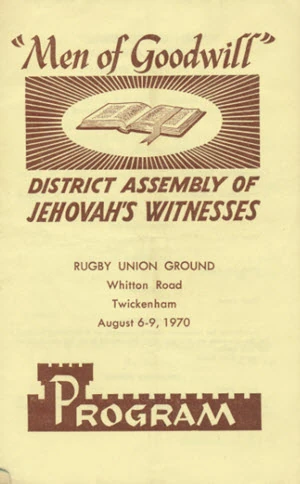 "Men of Goodwill"
DISTRICT ASSEMBLY OF
JEHOVAH'S WITNESSES
RUGBY UNION GROUND
Whitton Road
Twickenham
August 6-9, 1970
PROGRAM